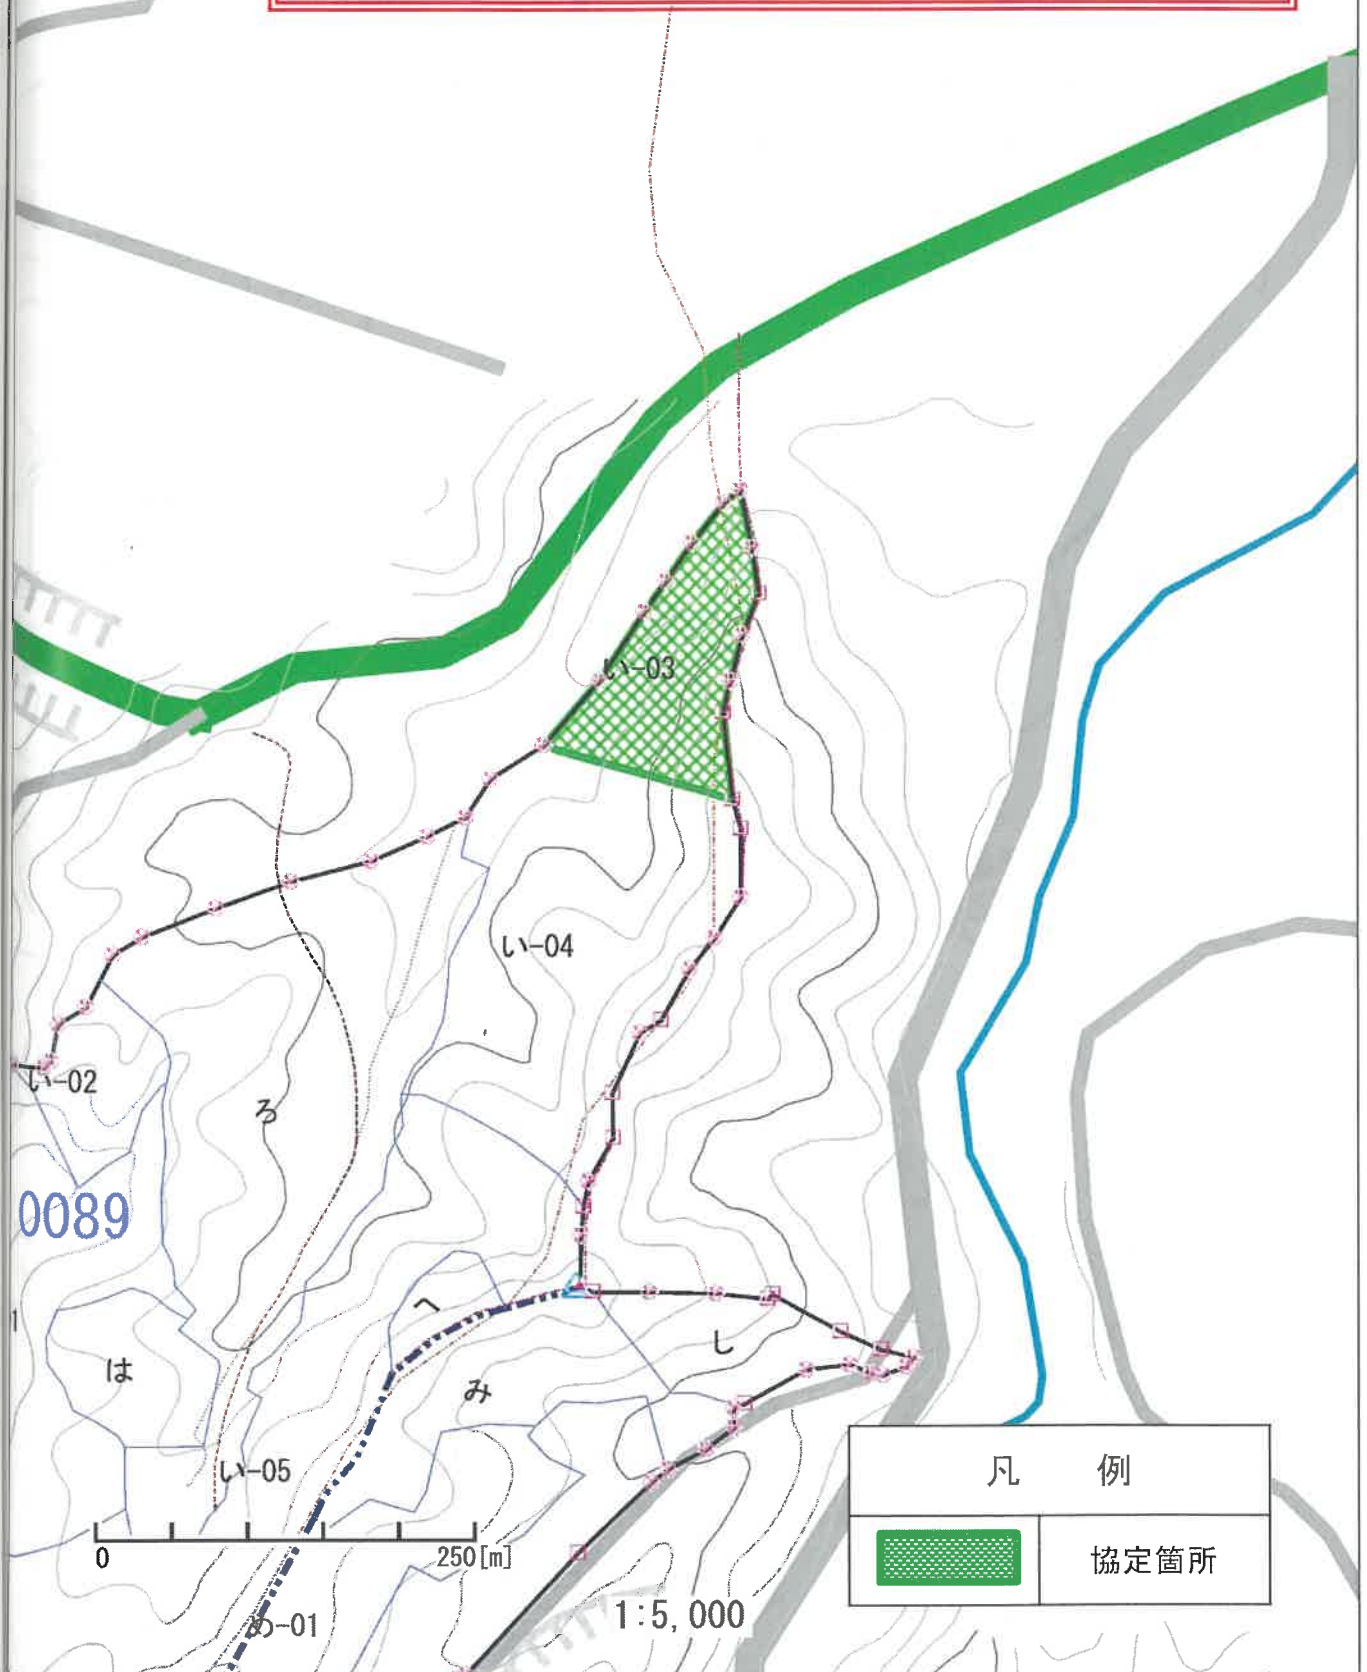 い-03
い-04
い-02
ろ
0089
へ
し
は
み
い-05
凡 例
0 250[m]
協定箇所
1:5,000
め-01